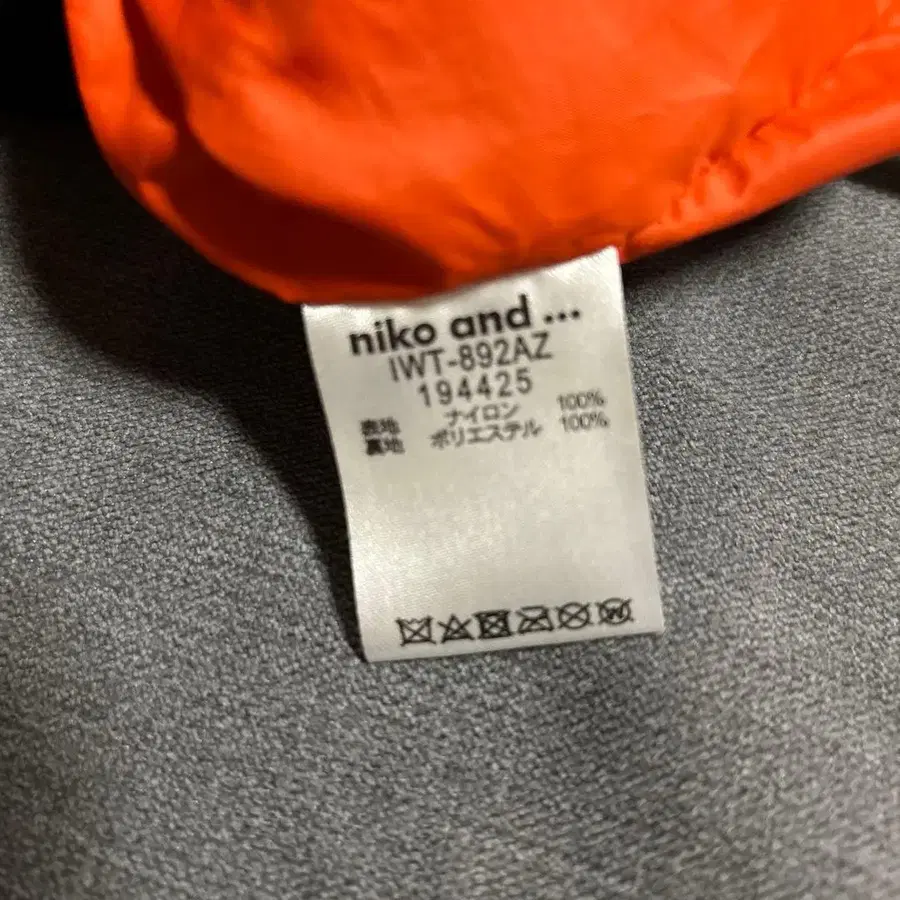 niko and ...
IWT-892AZ
194425
表地 ナイロン 100%
裏地 ポリエステル 100%